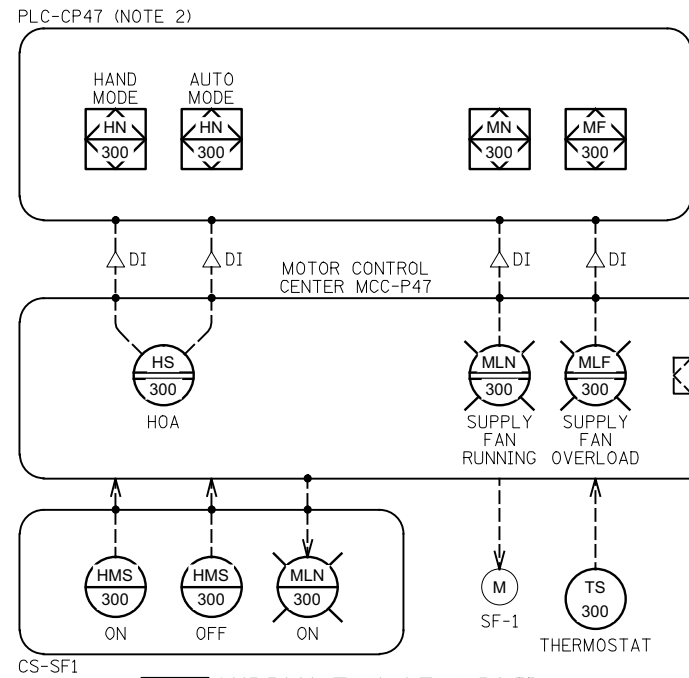 PLC-CP47 (NOTE 2)
HAND
MODE
AUTO
MODE
HN
300
HN
300
MN
300
MF
300
DI
DI
DI
DI
MOTOR CONTROL
CENTER MCC-P47
HS
300
HOA
MLN
300
SUPPLY
FAN
RUNNING
MLF
300
SUPPLY
FAN
OVERLOAD
HMS
300
ON
HMS
300
OFF
MLN
300
ON
M
SF-1
TS
300
THERMOSTAT
CS-SF1